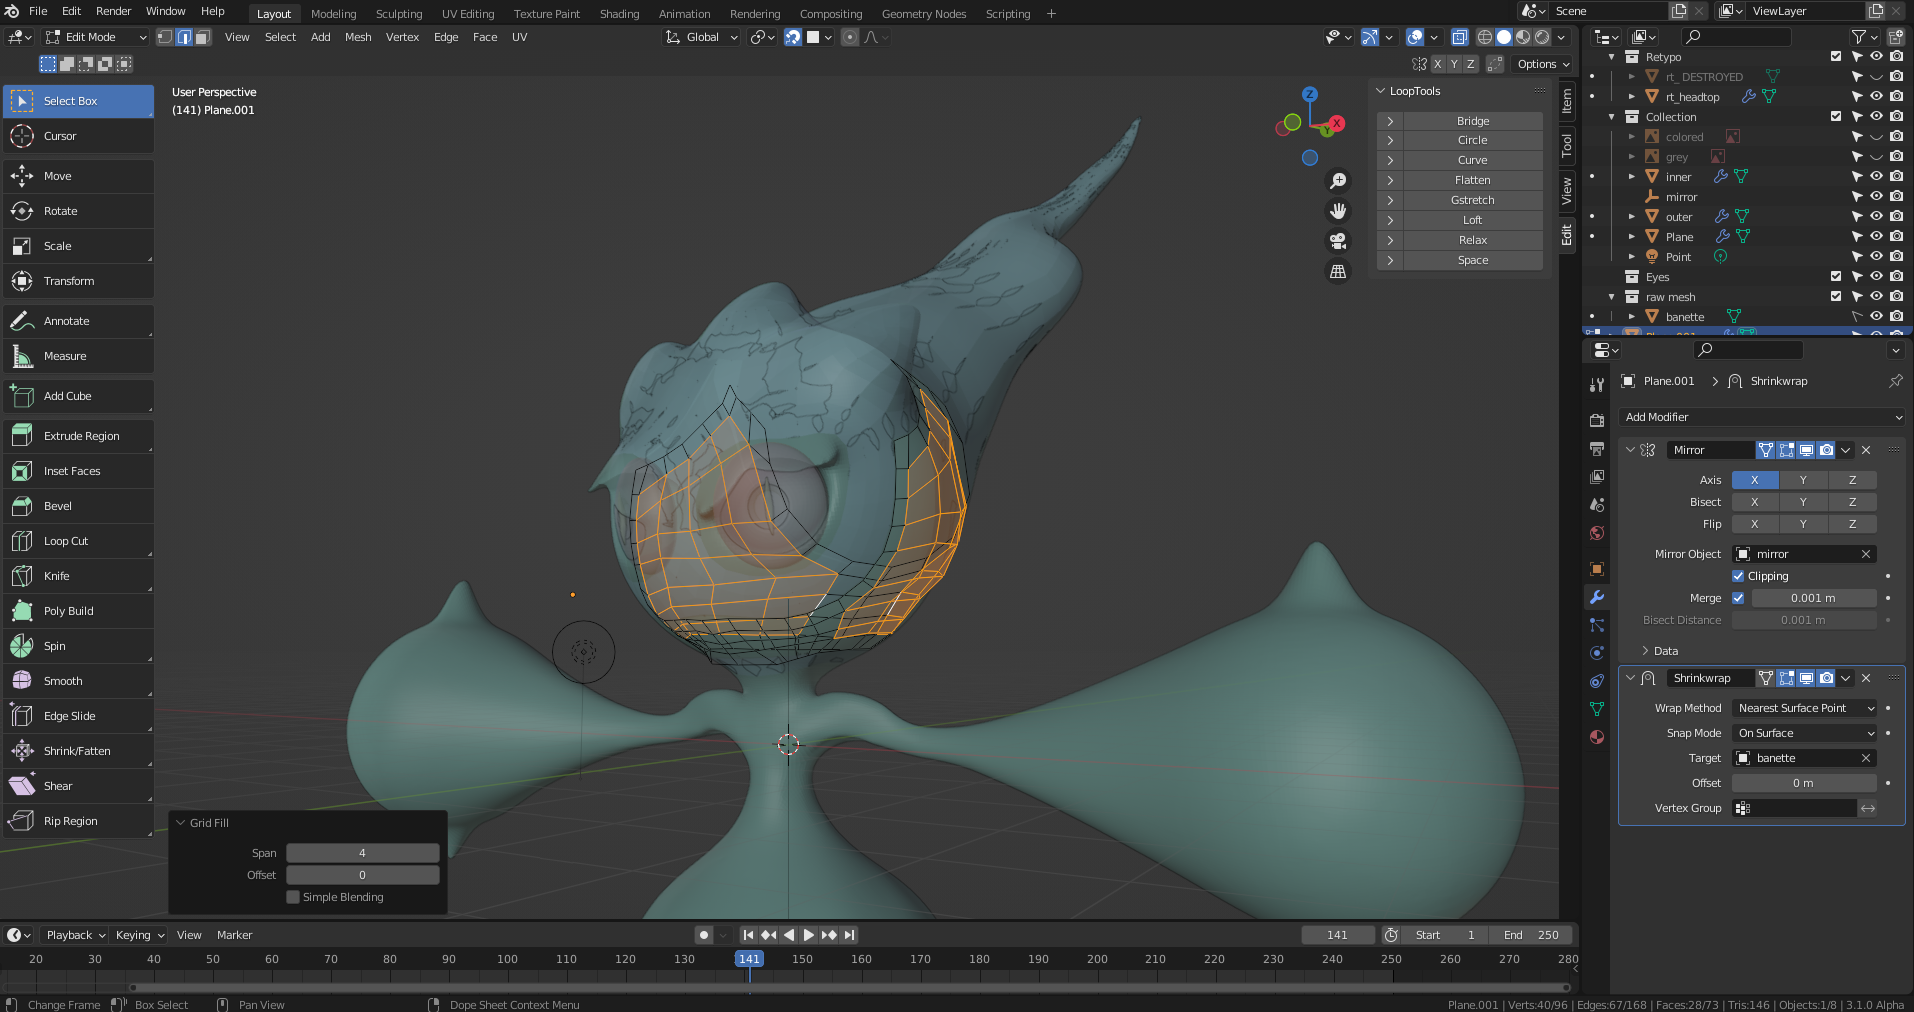 File Edit Render Window Help Layout Modeling Sculpting UV Editing Texture Paint Shading Animation Rendering Compositing Geometry Nodes Scripting + Scene ViewLayer
Edit Mode View Select Add Mesh Vertex Edge Face UV Global
X Y Z Options
Select Box
Cursor
Move
Rotate
Scale
Transform
Annotate
Measure
Add Cube
Extrude Region
Inset Faces
Bevel
Loop Cut
Knife
Poly Build
Spin
Smooth
Edge Slide
Shrink/Fatten
Shear
Rip Region
User Perspective
(141) Plane.001
Z
X
Y
LoopTools
Bridge
Circle
Curve
Flatten
Gstretch
Loft
Relax
Space
Item
Tool
View
Edit
Grid Fill
Span 4
Offset 0
Simple Blending
Retypo
rt_DESTROYED
rt_headtop
Collection
colored
grey
inner
mirror
outer
Plane
Point
Eyes
raw mesh
banette
Plane.001 Shrinkwrap
Add Modifier
Mirror
Axis X Y Z
Bisect X Y Z
Flip X Y Z
Mirror Object mirror
Clipping
Merge 0.001 m
Bisect Distance 0.001 m
Data
Shrinkwrap
Wrap Method Nearest Surface Point
Snap Mode On Surface
Target banette
Offset 0 m
Vertex Group
Playback Keying View Marker 141 Start 1 End 250
20 30 40 50 60 70 80 90 100 110 120 130 141 150 160 170 180 190 200 210 220 230 240 250 260 270 280
Change Frame Box Select Pan View Dope Sheet Context Menu Plane.001 | Verts:40/96 | Edges:67/168 | Faces:28/73 | Tris:146 | Objects:1/8 | 3.1.0 Alpha